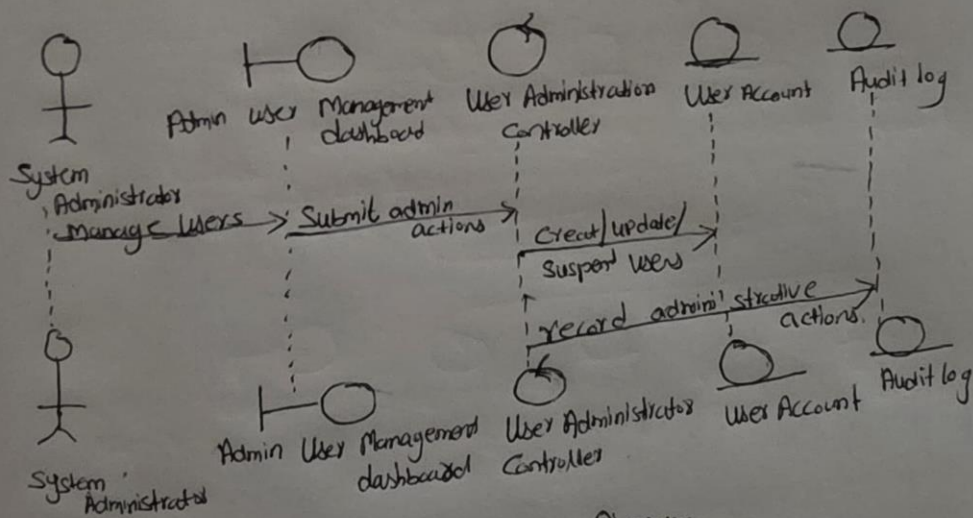 System
Administrator
Admin User Management
dashboard
User Administration
Controller
User Account
Audit log
Manage Users
Submit admin
actions
Creat/update/
suspend users
record administrative
actions.
System
Administrator
Admin User Management
dashboard
User Administrator
Controller
User Account
Audit log